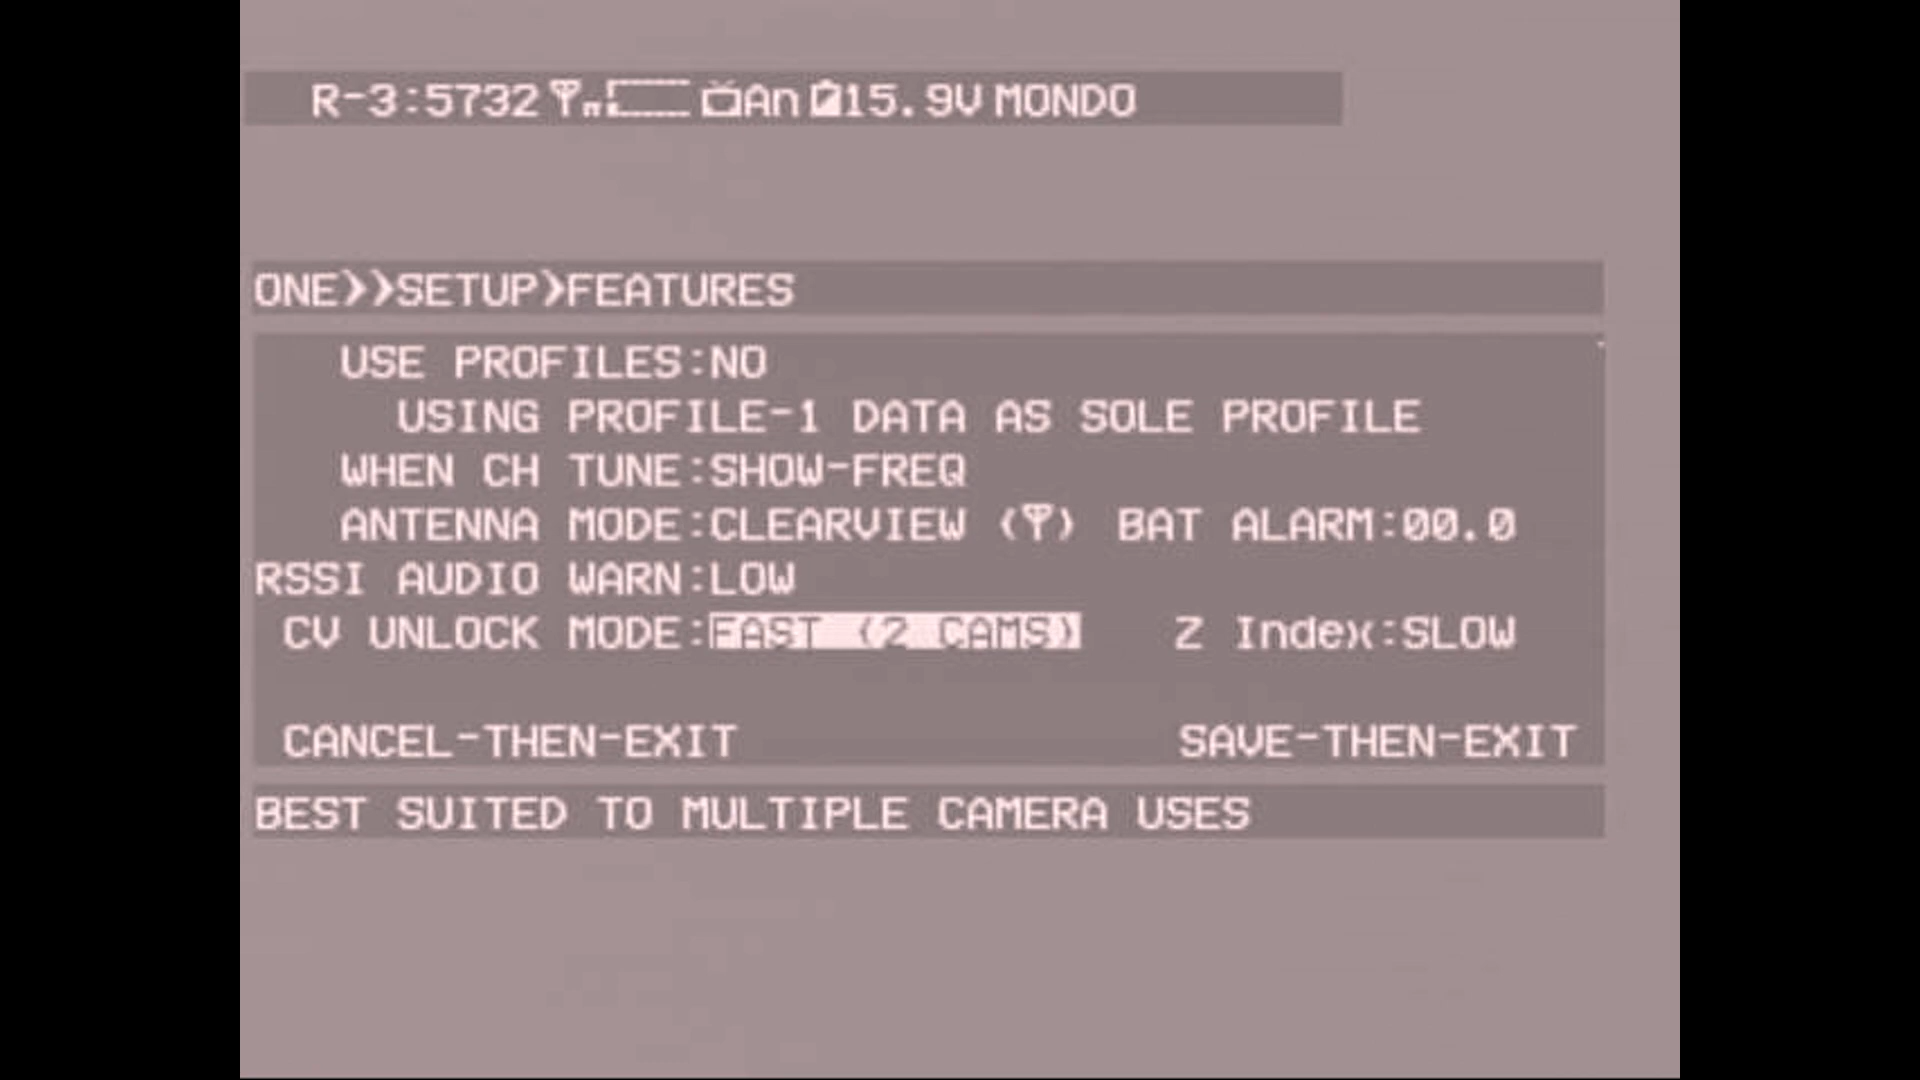 R-3:5732 An 15.9V MONDO
ONE>>SETUP>FEATURES
USE PROFILES:NO
USING PROFILE-1 DATA AS SOLE PROFILE
WHEN CH TUNE:SHOW-FREQ
ANTENNA MODE:CLEARVIEW ( ) BAT ALARM:00.0
RSSI AUDIO WARN:LOW
CV UNLOCK MODE:FAST (2 CAMS) Z Index:SLOW
CANCEL-THEN-EXIT SAVE-THEN-EXIT
BEST SUITED TO MULTIPLE CAMERA USES